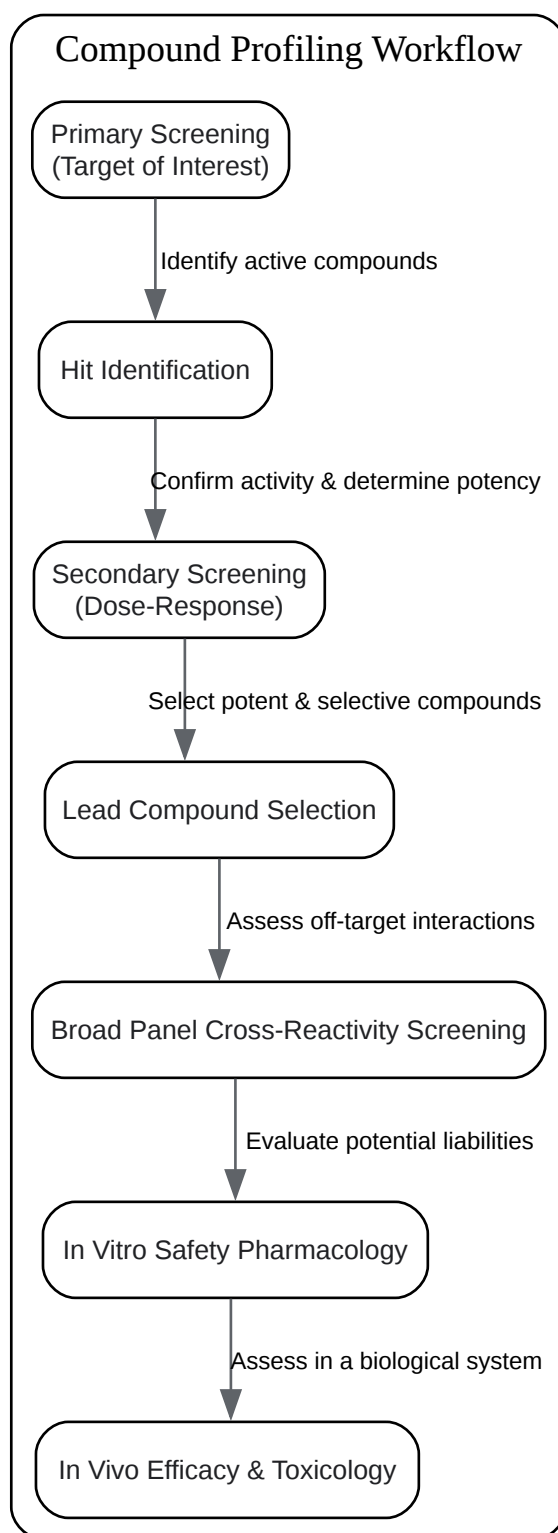 Compound Profiling Workflow
Primary Screening
(Target of Interest)
Identify active compounds
Hit Identification
Confirm activity & determine potency
Secondary Screening
(Dose-Response)
Select potent & selective compounds
Lead Compound Selection
Assess off-target interactions
Broad Panel Cross-Reactivity Screening
Evaluate potential liabilities
In Vitro Safety Pharmacology
Assess in a biological system
In Vivo Efficacy & Toxicology